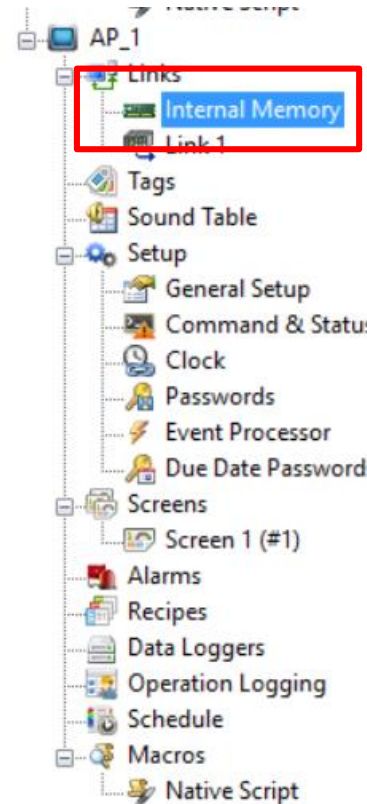 Native Script
AP_1
Links
Internal Memory
Link 1
Tags
Sound Table
Setup
General Setup
Command & Status
Clock
Passwords
Event Processor
Due Date Password
Screens
Screen 1 (#1)
Alarms
Recipes
Data Loggers
Operation Logging
Schedule
Macros
Native Script